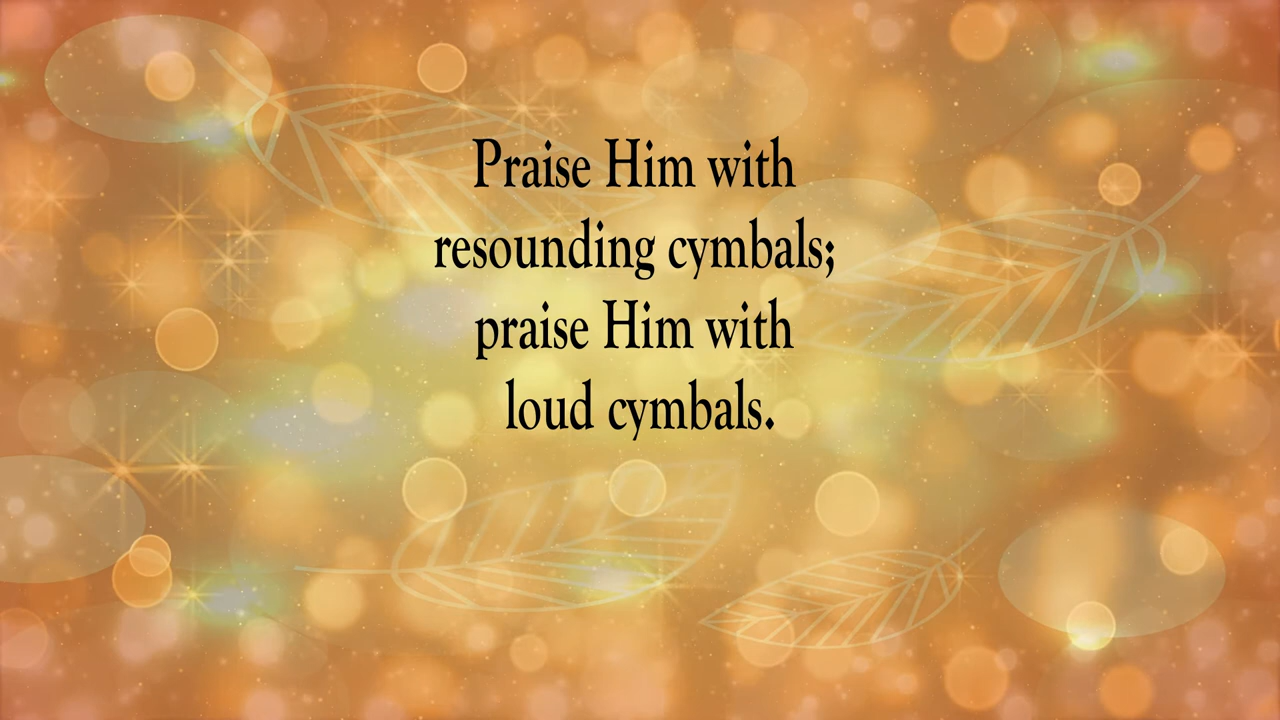 Praise Him with
resounding cymbals;
praise Him with
loud cymbals.